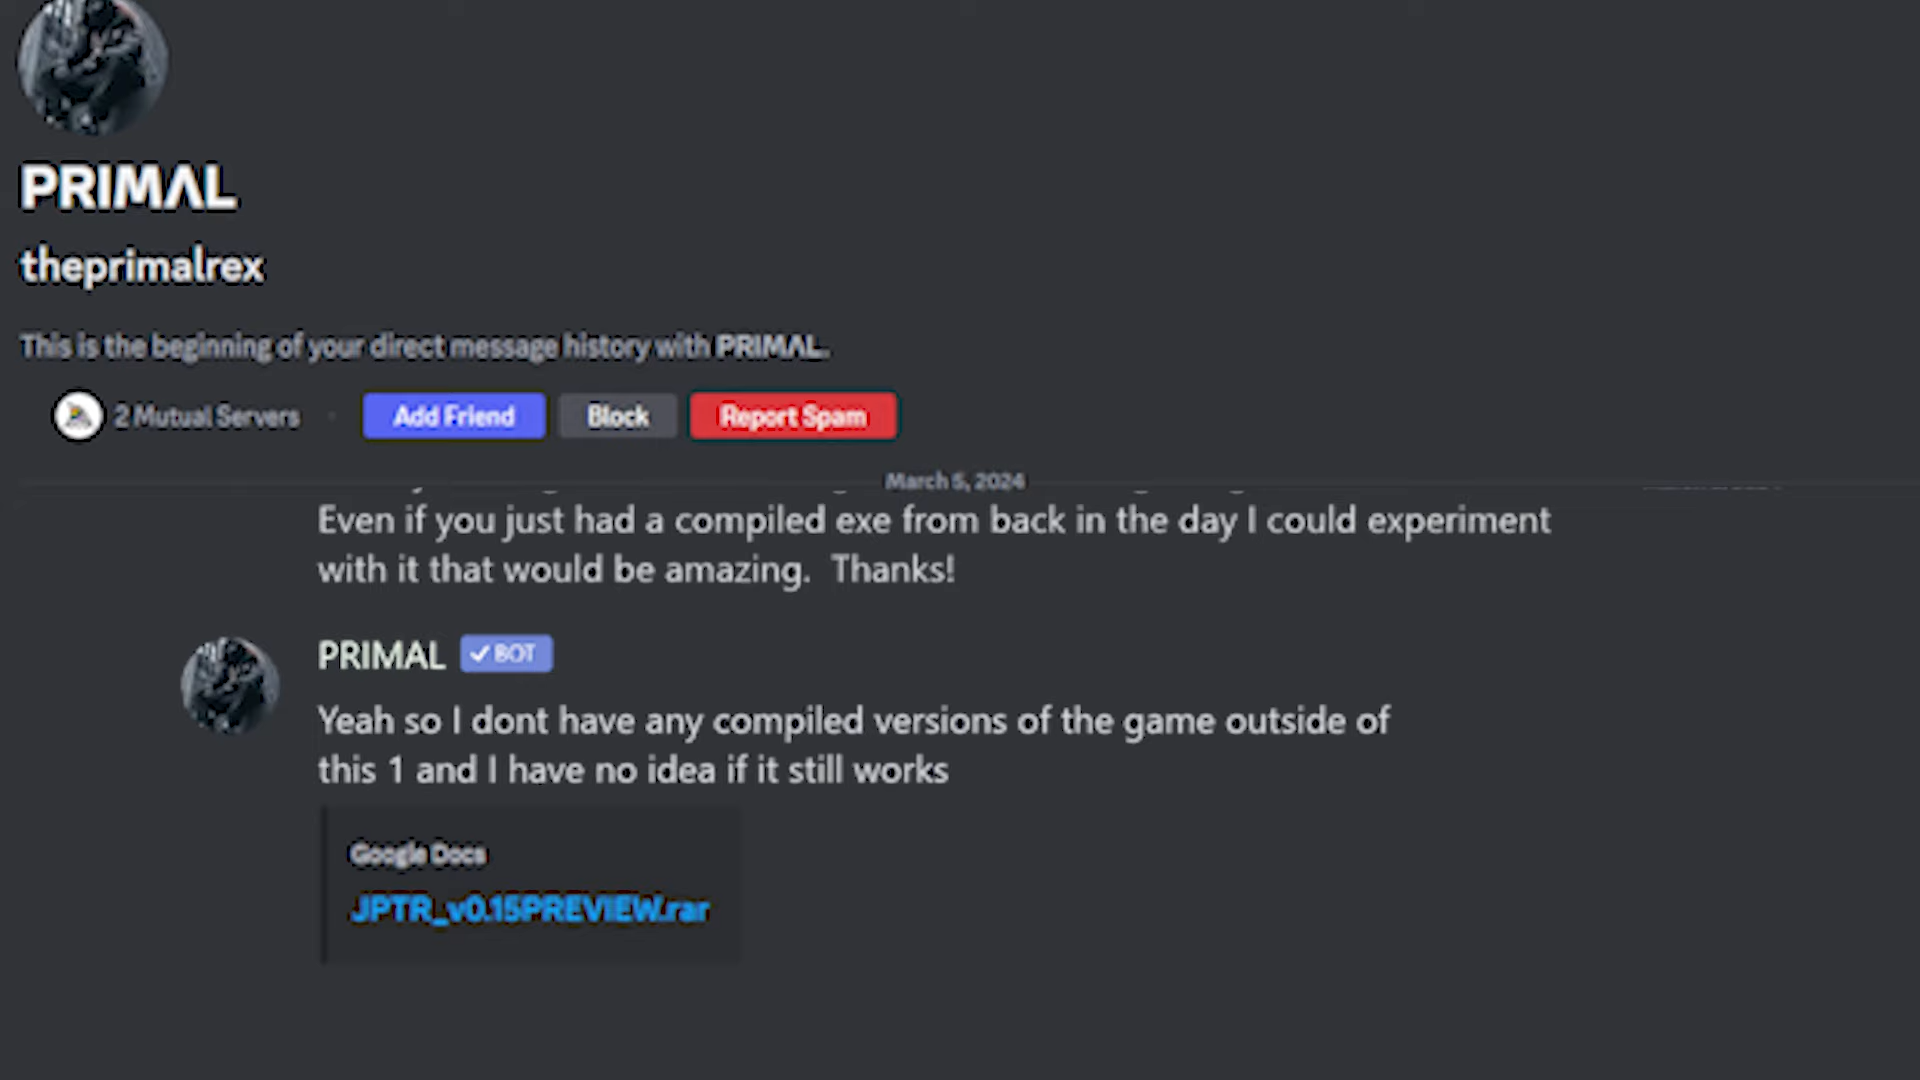 PRIMΛL
theprimalrex
This is the beginning of your direct message history with PRIMΛL.
2 Mutual Servers
Add Friend
Block
Report Spam
March 5, 2024
Even if you just had a compiled exe from back in the day I could experiment
with it that would be amazing.  Thanks!
PRIMAL ✓ BOT
Yeah so I dont have any compiled versions of the game outside of
this 1 and I have no idea if it still works
Google Docs
JPTR_v0.15PREVIEW.rar